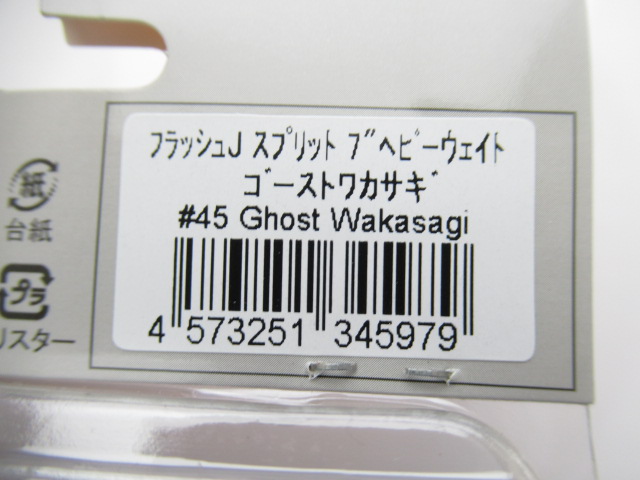 フラッシュJ スプリット 7"ヘビーウェイト
ゴーストワカサギ
#45 Ghost Wakasagi
4 573251 345979
紙
台紙
プラ
リスター